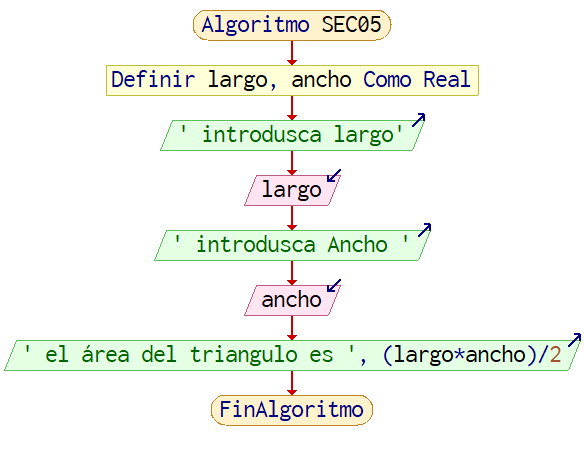 Algoritmo SEC05
Definir largo, ancho Como Real
' introdusca largo'
largo
' introdusca Ancho '
ancho
' el área del triangulo es ', (largo*ancho)/2
FinAlgoritmo